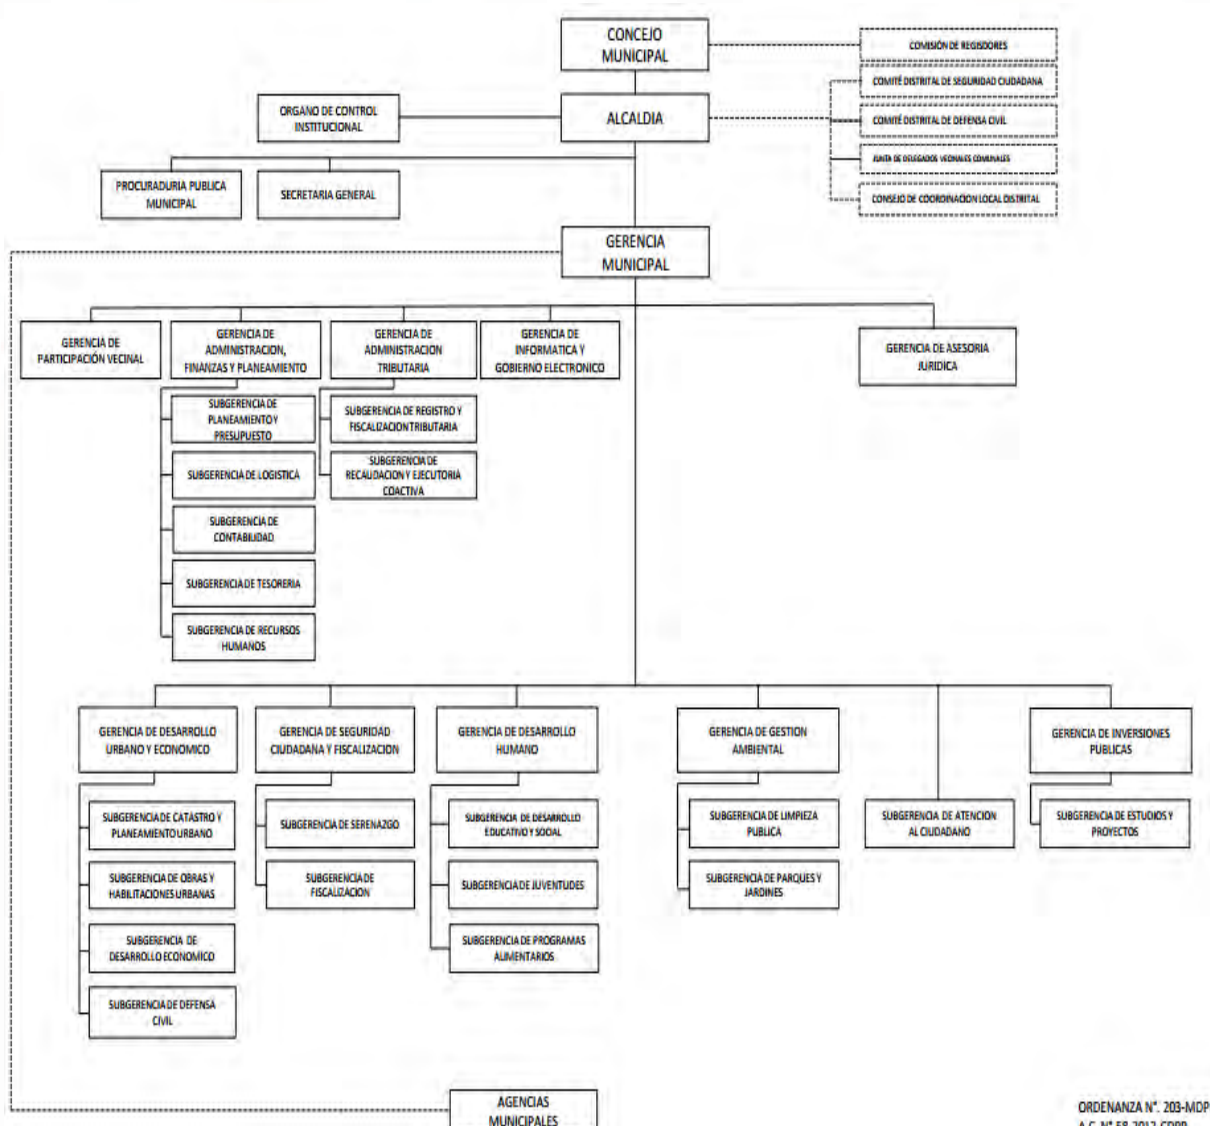 CONCEJO
MUNICIPAL
COMISIÓN DE REGISDORES
COMITÉ DISTRITAL DE SEGURIDAD CIUDADANA
ORGANO DE CONTROL
INSTITUCIONAL
ALCALDIA
COMITÉ DISTRITAL DE DEFENSA CIVIL
JUNTA DE DELEGADOS VECINALES COMUNALES
PROCURADURIA PUBLICA
MUNICIPAL
SECRETARIA GENERAL
CONSEJO DE COORDINACION LOCAL DISTRITAL
GERENCIA
MUNICIPAL
GERENCIA DE
PARTICIPACIÓN VECINAL
GERENCIA DE
ADMINISTRACION,
FINANZAS Y PLANEAMIENTO
GERENCIA DE
ADMINISTRACION
TRIBUTARIA
GERENCIA DE
INFORMATICA Y
GOBIERNO ELECTRONICO
GERENCIA DE ASESORIA
JURIDICA
SUBGERENCIA DE
PLANEAMIENTO Y
PRESUPUESTO
SUBGERENCIA DE REGISTRO Y
FISCALIZACION TRIBUTARIA
SUBGERENCIA DE LOGISTICA
SUBGERENCIA DE
RECAUDACION Y EJECUTORIA
COACTIVA
SUBGERENCIA DE
CONTABILIDAD
SUBGERENCIA DE TESORERIA
SUBGERENCIA DE RECURSOS
HUMANOS
GERENCIA DE DESARROLLO
URBANO Y ECONOMICO
GERENCIA DE SEGURIDAD
CIUDADANA Y FISCALIZACION
GERENCIA DE DESARROLLO
HUMANO
GERENCIA DE GESTION
AMBIENTAL
GERENCIA DE INVERSIONES
PUBLICAS
SUBGERENCIA DE CATASTRO Y
PLANEAMIENTO URBANO
SUBGERENCIA DE SERENAZGO
SUBGERENCIA DE DESARROLLO
EDUCATIVO Y SOCIAL
SUBGERENCIA DE LIMPIEZA
PUBLICA
SUBGERENCIA DE ATENCION
AL CIUDADANO
SUBGERENCIA DE ESTUDIOS Y
PROYECTOS
SUBGERENCIA DE OBRAS Y
HABILITACIONES URBANAS
SUBGERENCIA DE
FISCALIZACION
SUBGERENCIA DE JUVENTUDES
SUBGERENCIA DE PARQUES Y
JARDINES
SUBGERENCIA DE
DESARROLLO ECONOMICO
SUBGERENCIA DE PROGRAMAS
ALIMENTARIOS
SUBGERENCIA DE DEFENSA
CIVIL
AGENCIAS
MUNICIPALES
ORDENANZA N°. 203-MDP
A.C. N° 58-2012-CDPP